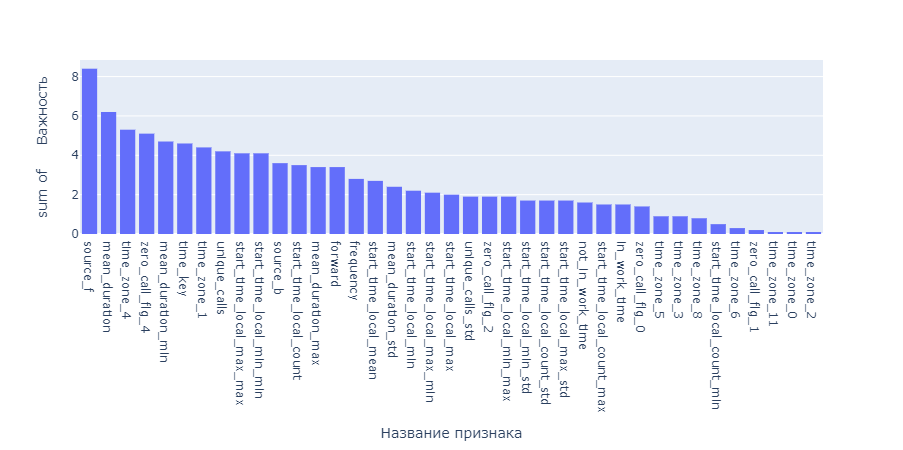 sum of Важность
8
6
4
2
0
source_f
mean_duration
time_zone_4
zero_call_flg_4
mean_duration_min
time_key
time_zone_1
unique_calls
start_time_local_max_max
start_time_local_min_min
source_b
start_time_local_count
mean_duration_max
forward
frequency
start_time_local_mean
mean_duration_std
start_time_local_min
start_time_local_max_min
start_time_local_max
unique_calls_std
zero_call_flg_2
start_time_local_min_max
start_time_local_min_std
start_time_local_count_std
start_time_local_max_std
not_in_work_time
start_time_local_count_max
in_work_time
zero_call_flg_0
time_zone_5
time_zone_3
time_zone_8
start_time_local_count_min
time_zone_6
zero_call_flg_1
time_zone_11
time_zone_0
time_zone_2
Название признака